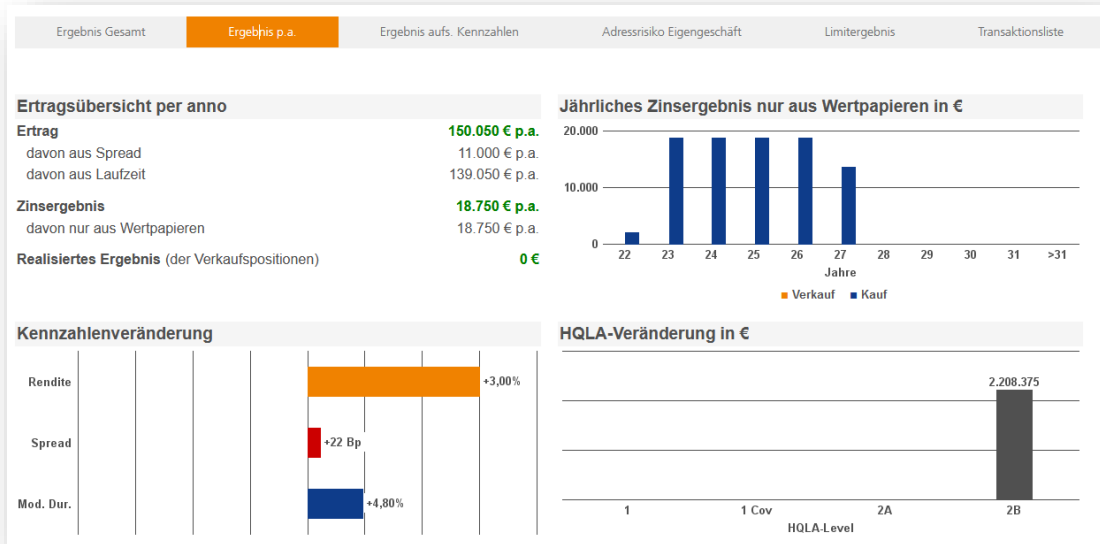 Ergebnis Gesamt Ergebnis p.a. Ergebnis aufs. Kennzahlen Adressrisiko Eigengeschäft Limitergebnis Transaktionsliste
Ertragsübersicht per anno
Ertrag 150.050 € p.a.
davon aus Spread 11.000 € p.a.
davon aus Laufzeit 139.050 € p.a.
Zinsergebnis 18.750 € p.a.
davon nur aus Wertpapieren 18.750 € p.a.
Realisiertes Ergebnis (der Verkaufspositionen) 0 €
Jährliches Zinsergebnis nur aus Wertpapieren in €
20.000
10.000
0
22 23 24 25 26 27 28 29 30 31 >31
Jahre
Verkauf Kauf
Kennzahlenveränderung
Rendite +3,00%
Spread +22 Bp
Mod. Dur. +4,80%
HQLA-Veränderung in €
2.208.375
1 1 Cov 2A 2B
HQLA-Level